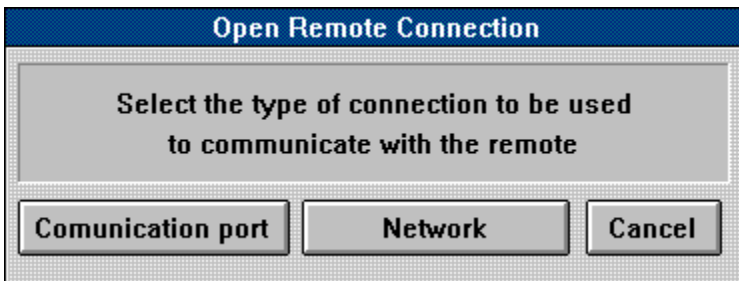 Open Remote Connection
Select the type of connection to be used
to communicate with the remote
Comunication port
Network
Cancel